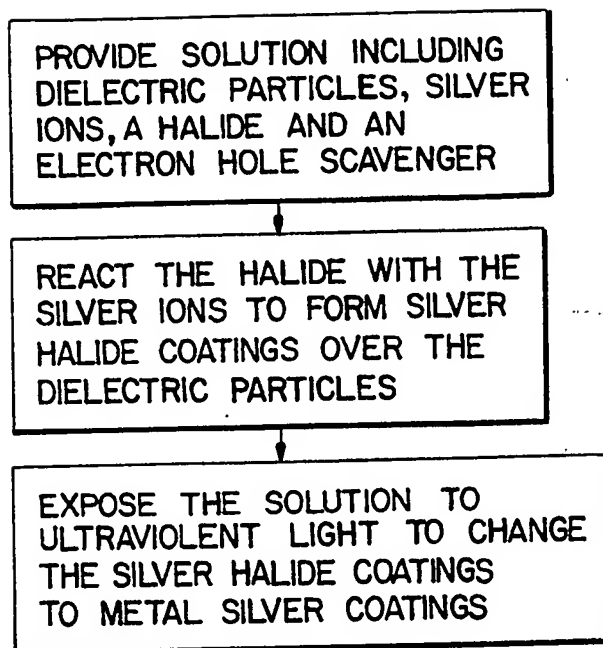 PROVIDE SOLUTION INCLUDING
DIELECTRIC PARTICLES, SILVER
IONS, A HALIDE AND AN
ELECTRON HOLE SCAVENGER
REACT THE HALIDE WITH THE
SILVER IONS TO FORM SILVER
HALIDE COATINGS OVER THE
DIELECTRIC PARTICLES
EXPOSE THE SOLUTION TO
ULTRAVIOLENT LIGHT TO CHANGE
THE SILVER HALIDE COATINGS
TO METAL SILVER COATINGS